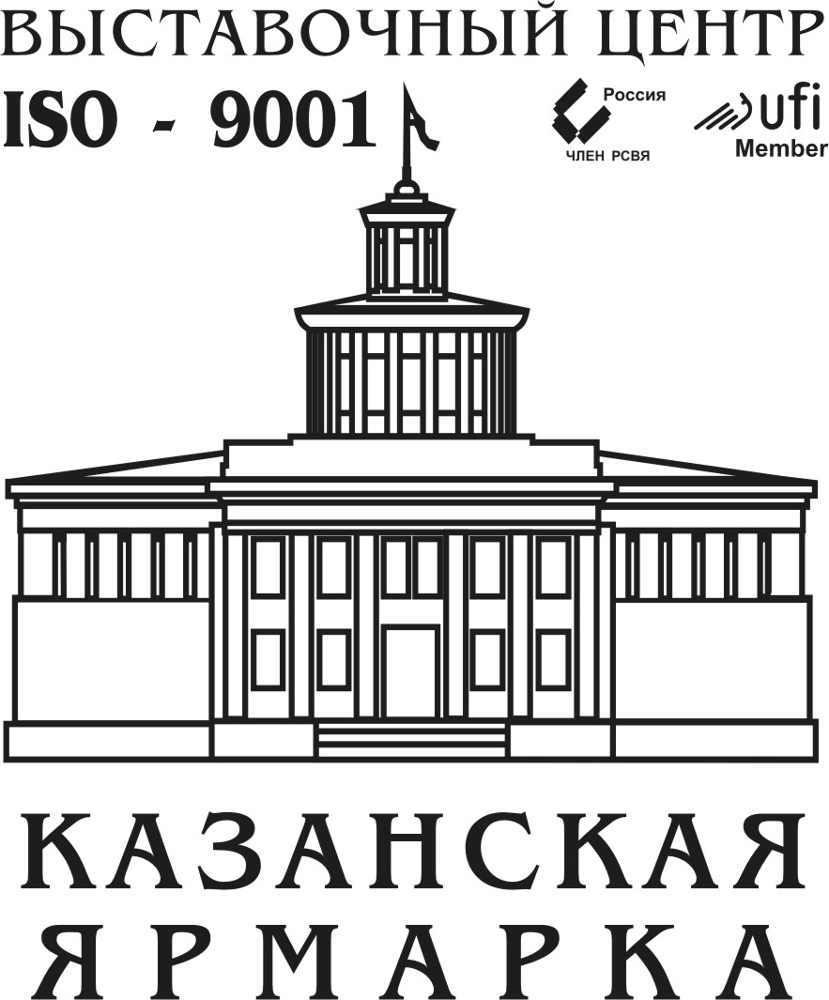 ВЫСТАВОЧНЫЙ ЦЕНТР
ISO - 9001
Россия
ЧЛЕН РСВЯ
ufi
Member
КАЗАНСКАЯ
ЯРМАРКА